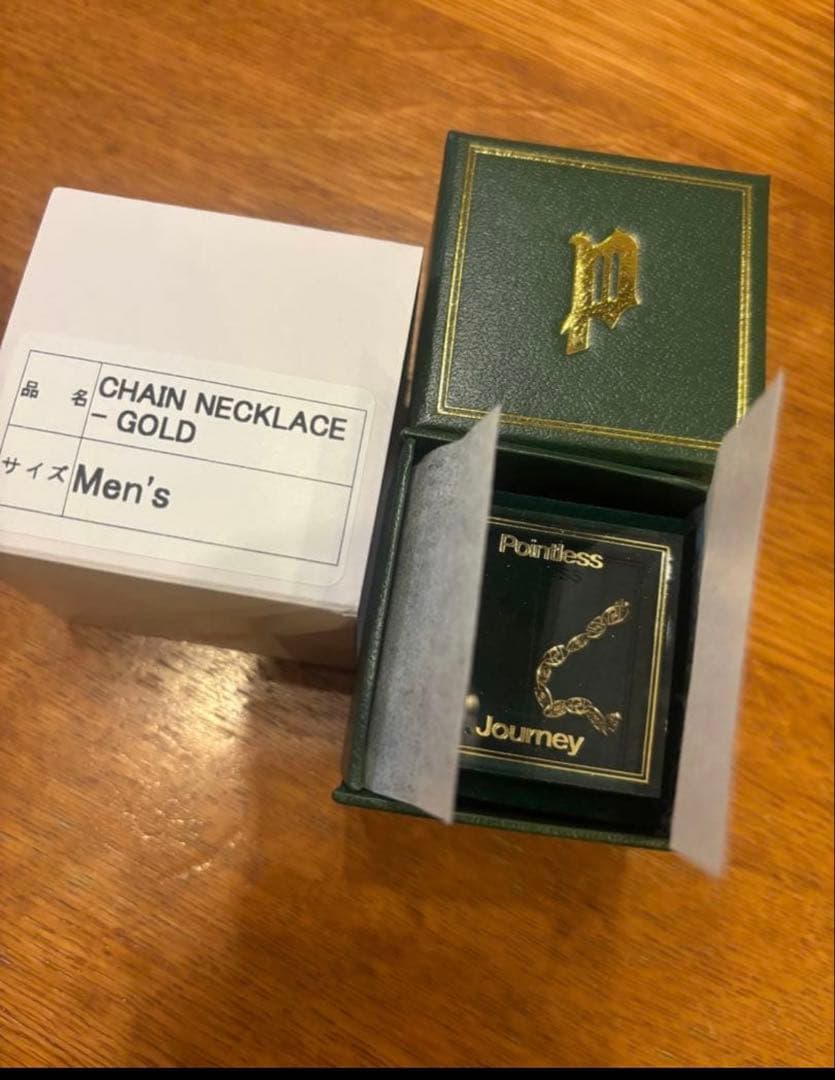 品 名
CHAIN NECKLACE
- GOLD
サイズ
Men's
P
Pointless
Journey